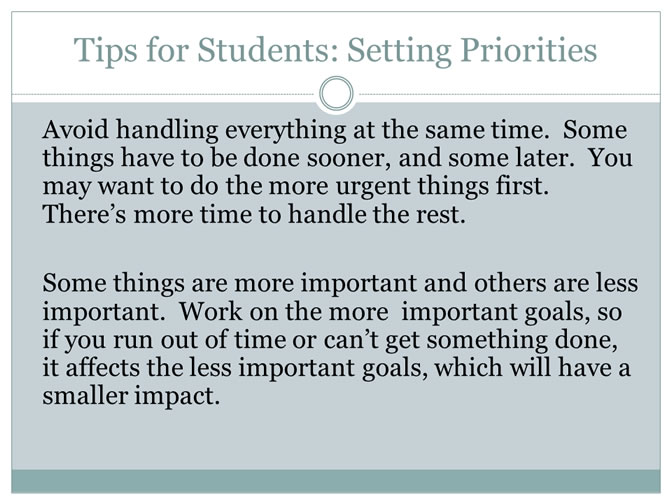 Tips for Students: Setting Priorities
Avoid handling everything at the same time.  Some
things have to be done sooner, and some later.  You
may want to do the more urgent things first.
There’s more time to handle the rest.
Some things are more important and others are less
important.  Work on the more  important goals, so
if you run out of time or can’t get something done,
it affects the less important goals, which will have a
smaller impact.